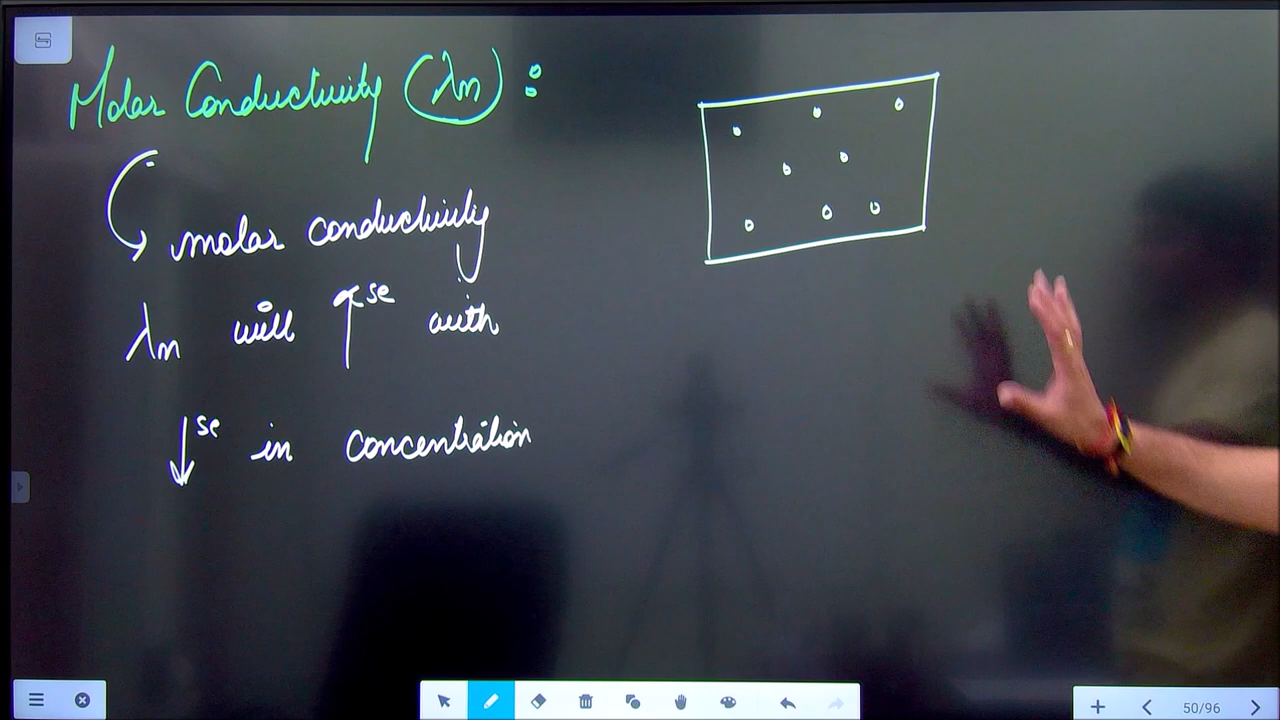 Molar Conductivity (λm) :
molar conductivity
λm will ↑se with
↓se in concentration
50/96